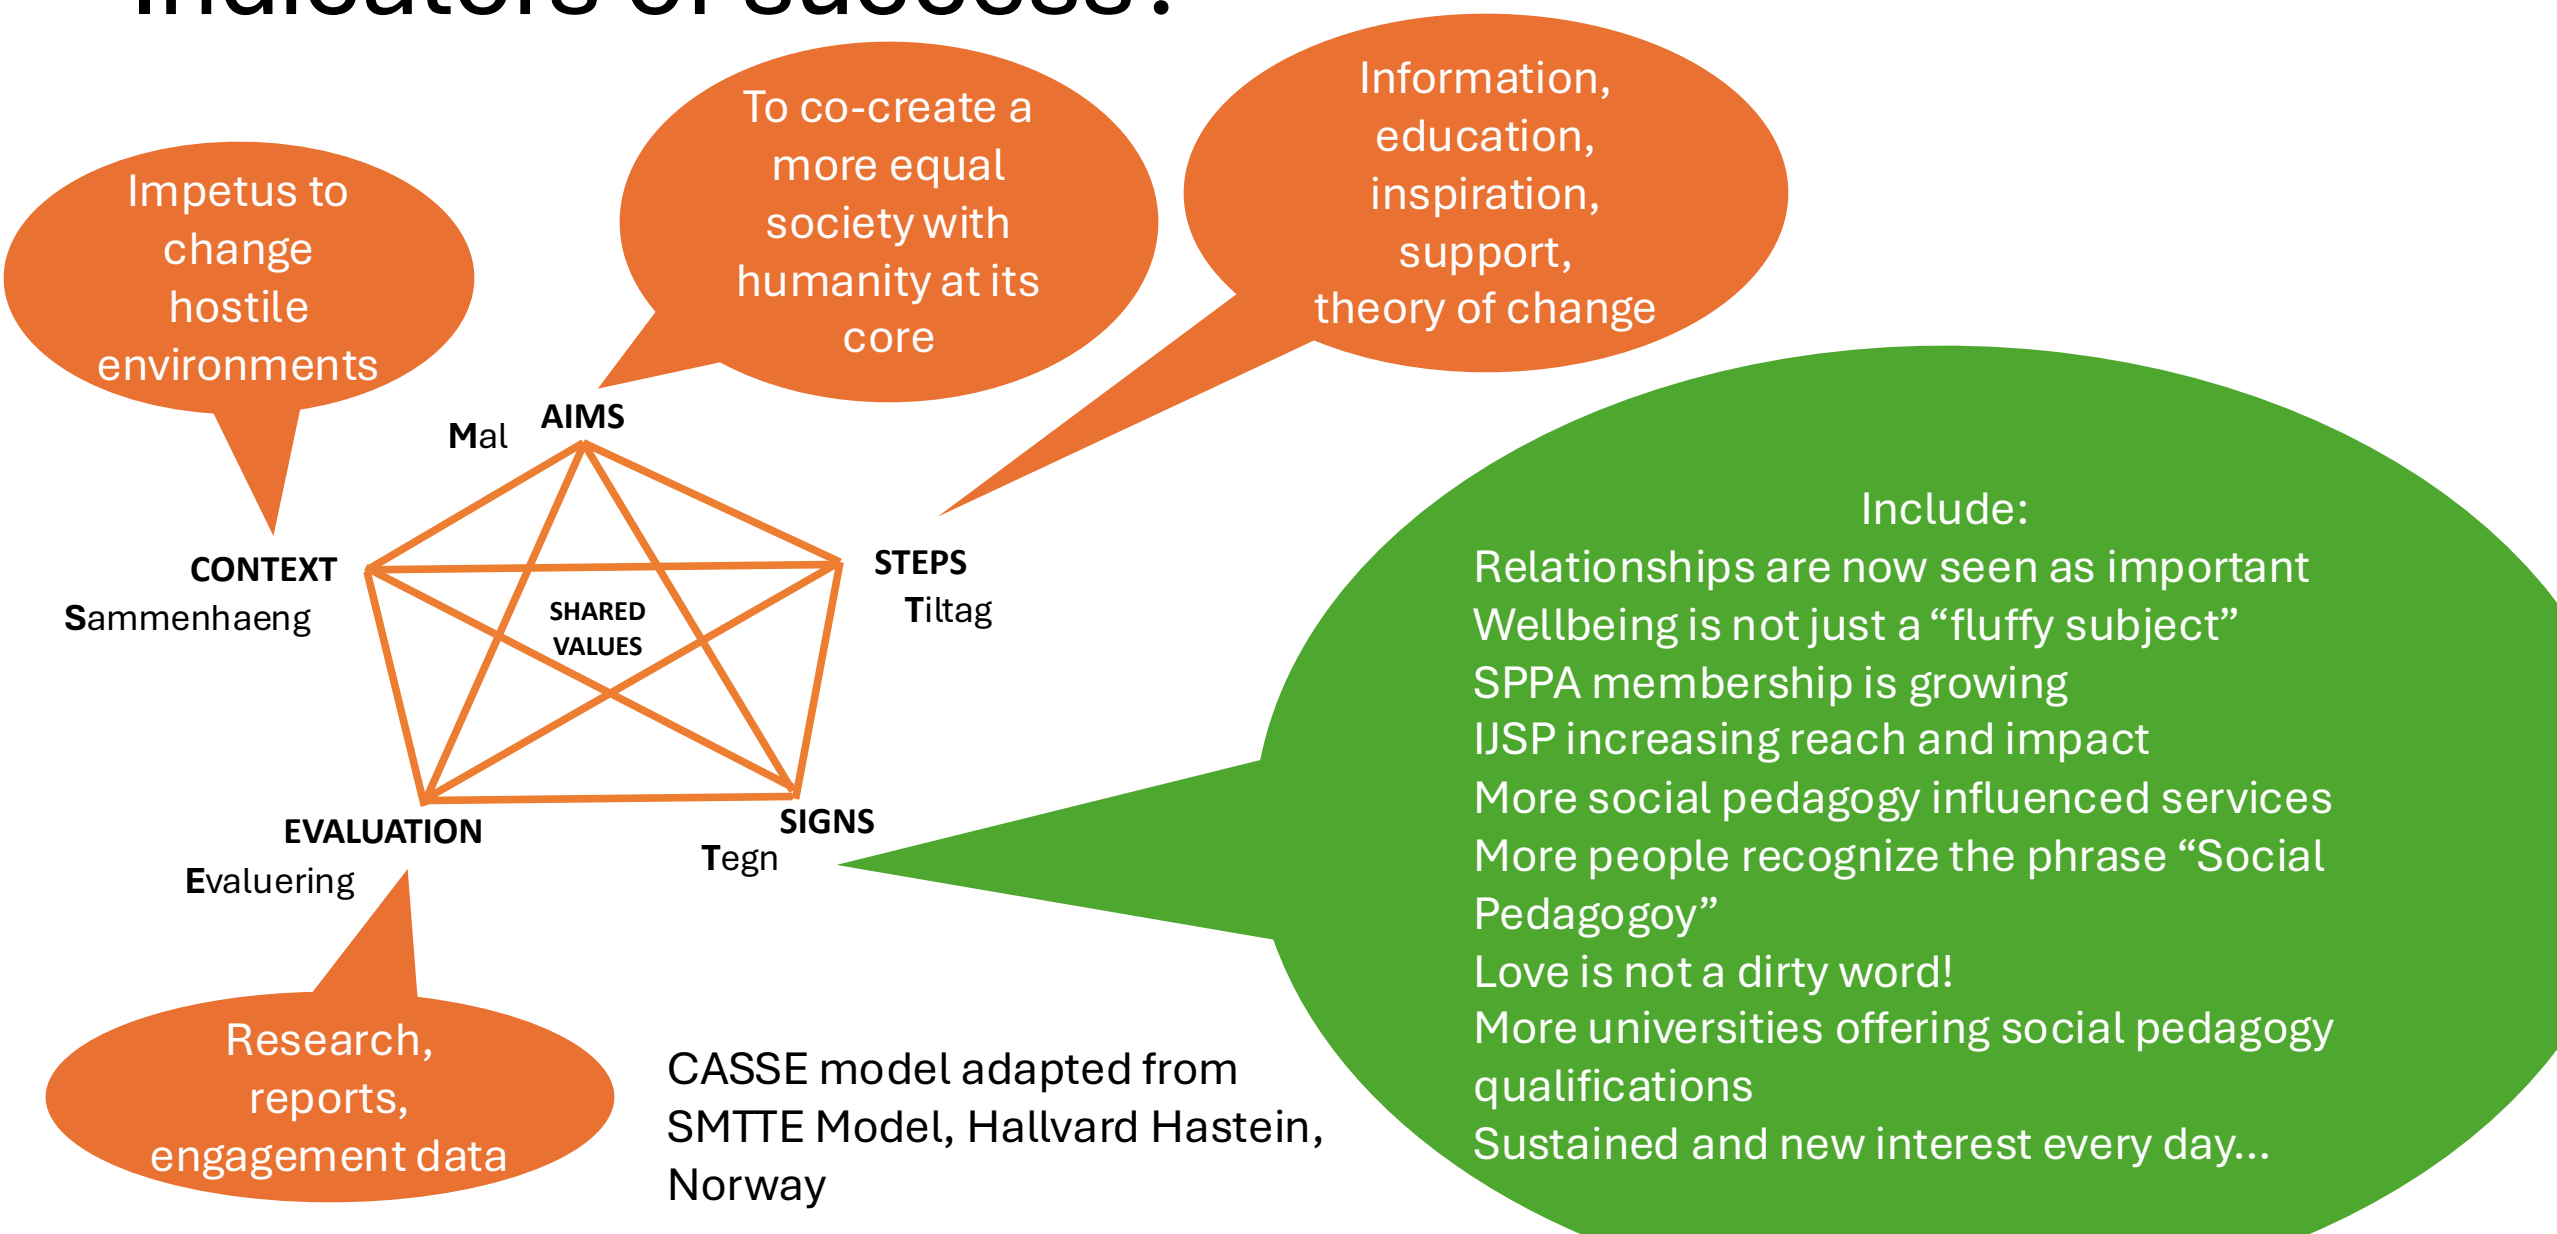 Indicators of success?
Impetus to
change
hostile
environments
To co-create a
more equal
society with
humanity at its
core
Information,
education,
inspiration,
support,
theory of change
Mal
AIMS
CONTEXT
Sammenhaeng
STEPS
Tiltag
SHARED
VALUES
EVALUATION
Evaluering
SIGNS
Tegn
Include:
Relationships are now seen as important
Wellbeing is not just a “fluffy subject”
SPPA membership is growing
IJSP increasing reach and impact
More social pedagogy influenced services
More people recognize the phrase “Social
Pedagogoy”
Love is not a dirty word!
More universities offering social pedagogy
qualifications
Sustained and new interest every day...
Research,
reports,
engagement data
CASSE model adapted from
SMTTE Model, Hallvard Hastein,
Norway